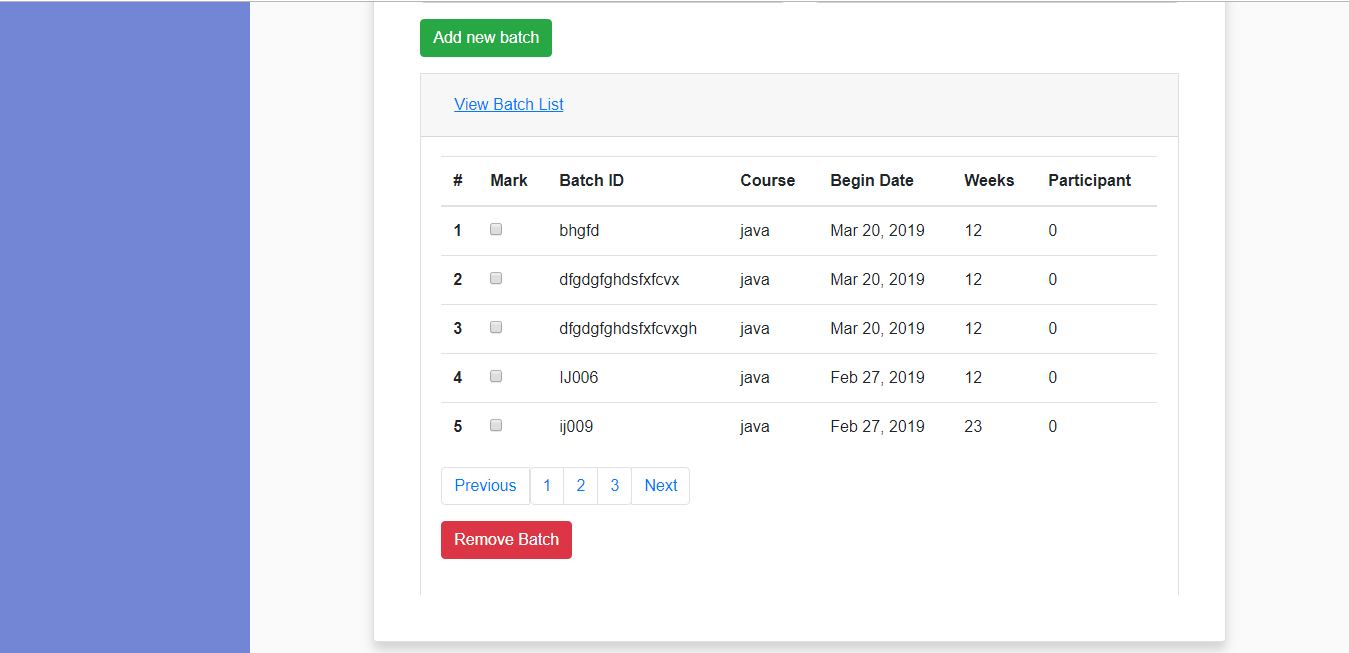 Add new batch
View Batch List
# Mark Batch ID Course Begin Date Weeks Participant
1 bhgfd java Mar 20, 2019 12 0
2 dfgdgfghdsfxfcvx java Mar 20, 2019 12 0
3 dfgdgfghdsfxfcvxgh java Mar 20, 2019 12 0
4 IJ006 java Feb 27, 2019 12 0
5 ij009 java Feb 27, 2019 23 0
Previous 1 2 3 Next
Remove Batch